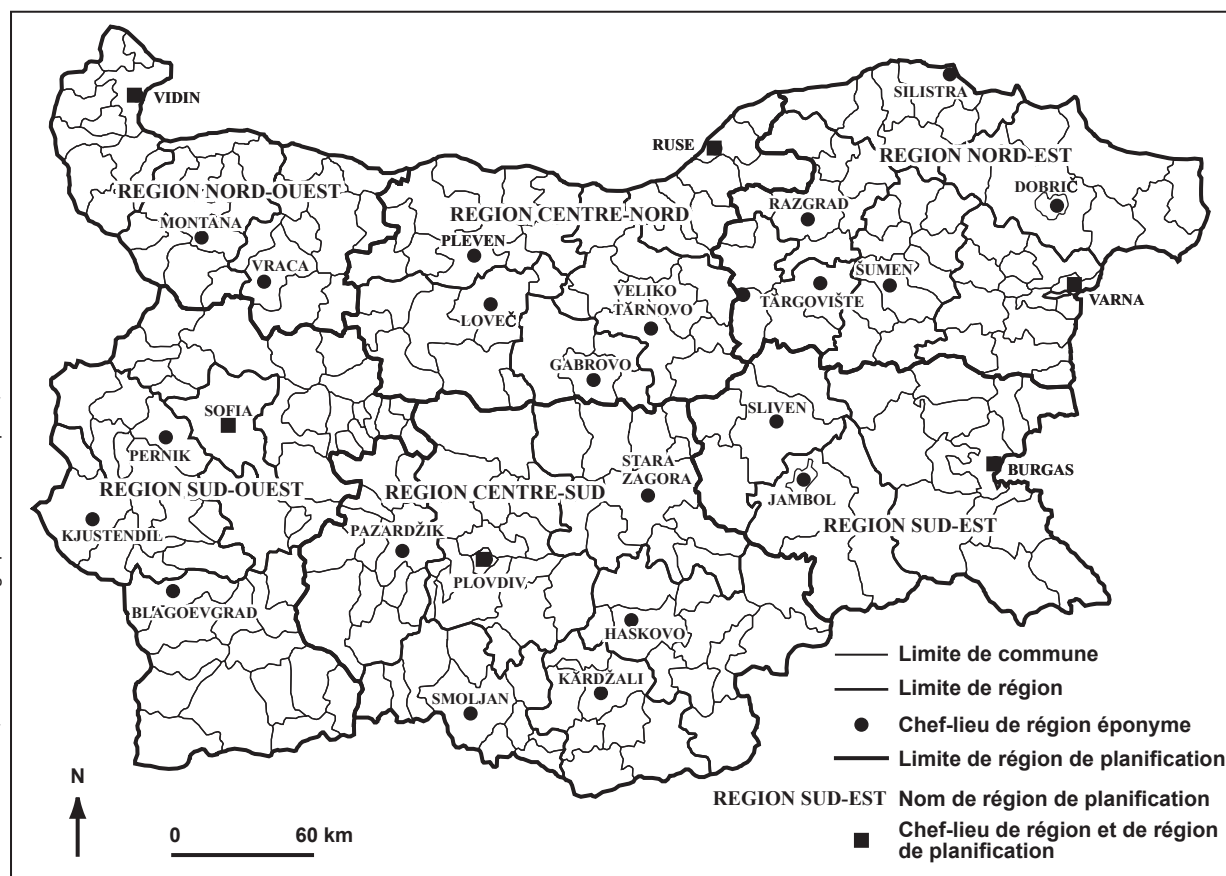 VIDIN
SILISTRA
RUSE
REGION NORD-EST
REGION NORD-OUEST
DOBRIČ
RAZGRAD
REGION CENTRE-NORD
MONTANA
PLEVEN
VRACA
ŠUMEN
VELIKO
TĂRNOVO
TĂRGOVIŠTE
VARNA
LOVEČ
GABROVO
SOFIA
SLIVEN
PERNIK
STARA
ZAGORA
BURGAS
REGION SUD-OUEST
REGION CENTRE-SUD
JAMBOL
REGION SUD-EST
KJUSTENDIL
PAZARDŽIK
PLOVDIV
BLAGOEVGRAD
HASKOVO
KĂRDŽALI
SMOLJAN
Limite de commune
Limite de région
Chef-lieu de région éponyme
Limite de région de planification
REGION SUD-EST Nom de région de planification
Chef-lieu de région et de région
de planification
N
0 60 km